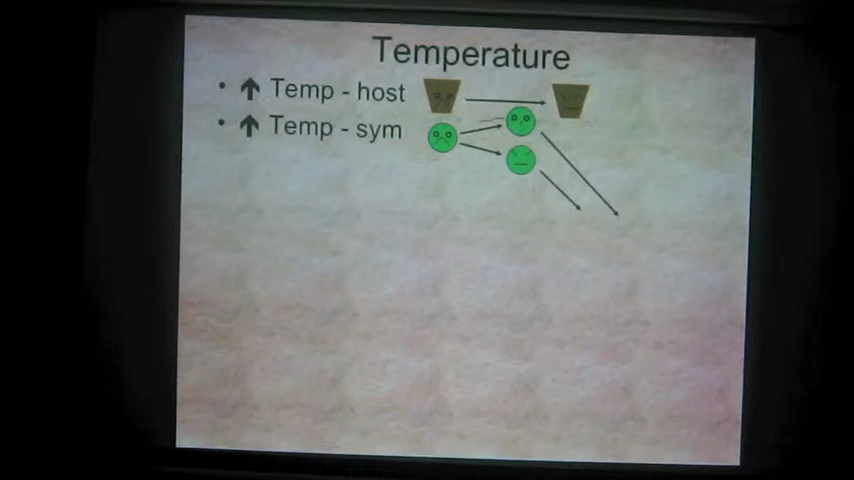 Temperature
• ↑ Temp - host
• ↑ Temp - sym